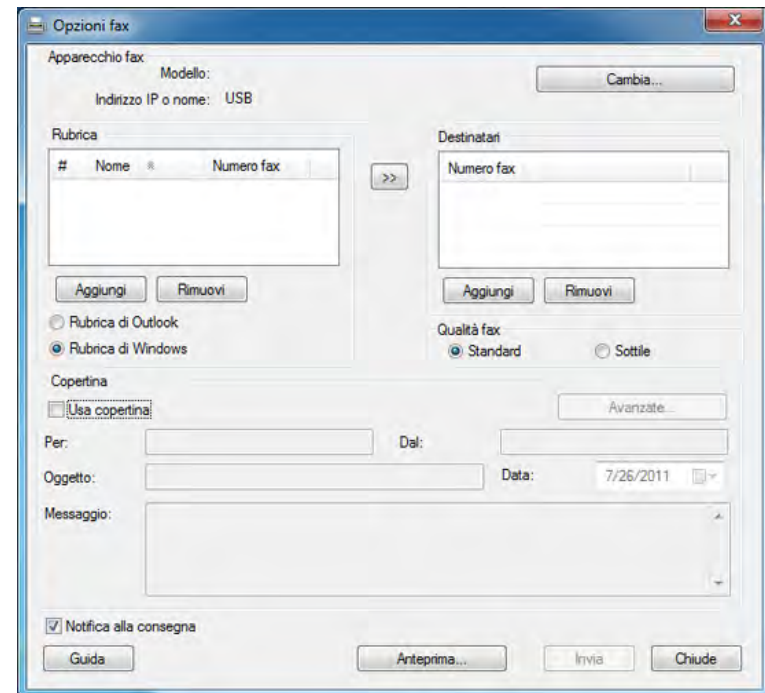 Opzioni fax
Apparecchio fax
Modello:
Cambia...
Indirizzo IP o nome: USB
Rubrica
# Nome Numero fax
>>
Destinatari
Numero fax
Aggiungi Rimuovi
Aggiungi Rimuovi
Rubrica di Outlook
Rubrica di Windows
Qualità fax
Standard Sottile
Copertina
Usa copertina
Avanzate...
Per: Dal:
Oggetto: Data: 7/26/2011
Messaggio:
Notifica alla consegna
Guida Anteprima... Invia Chiude